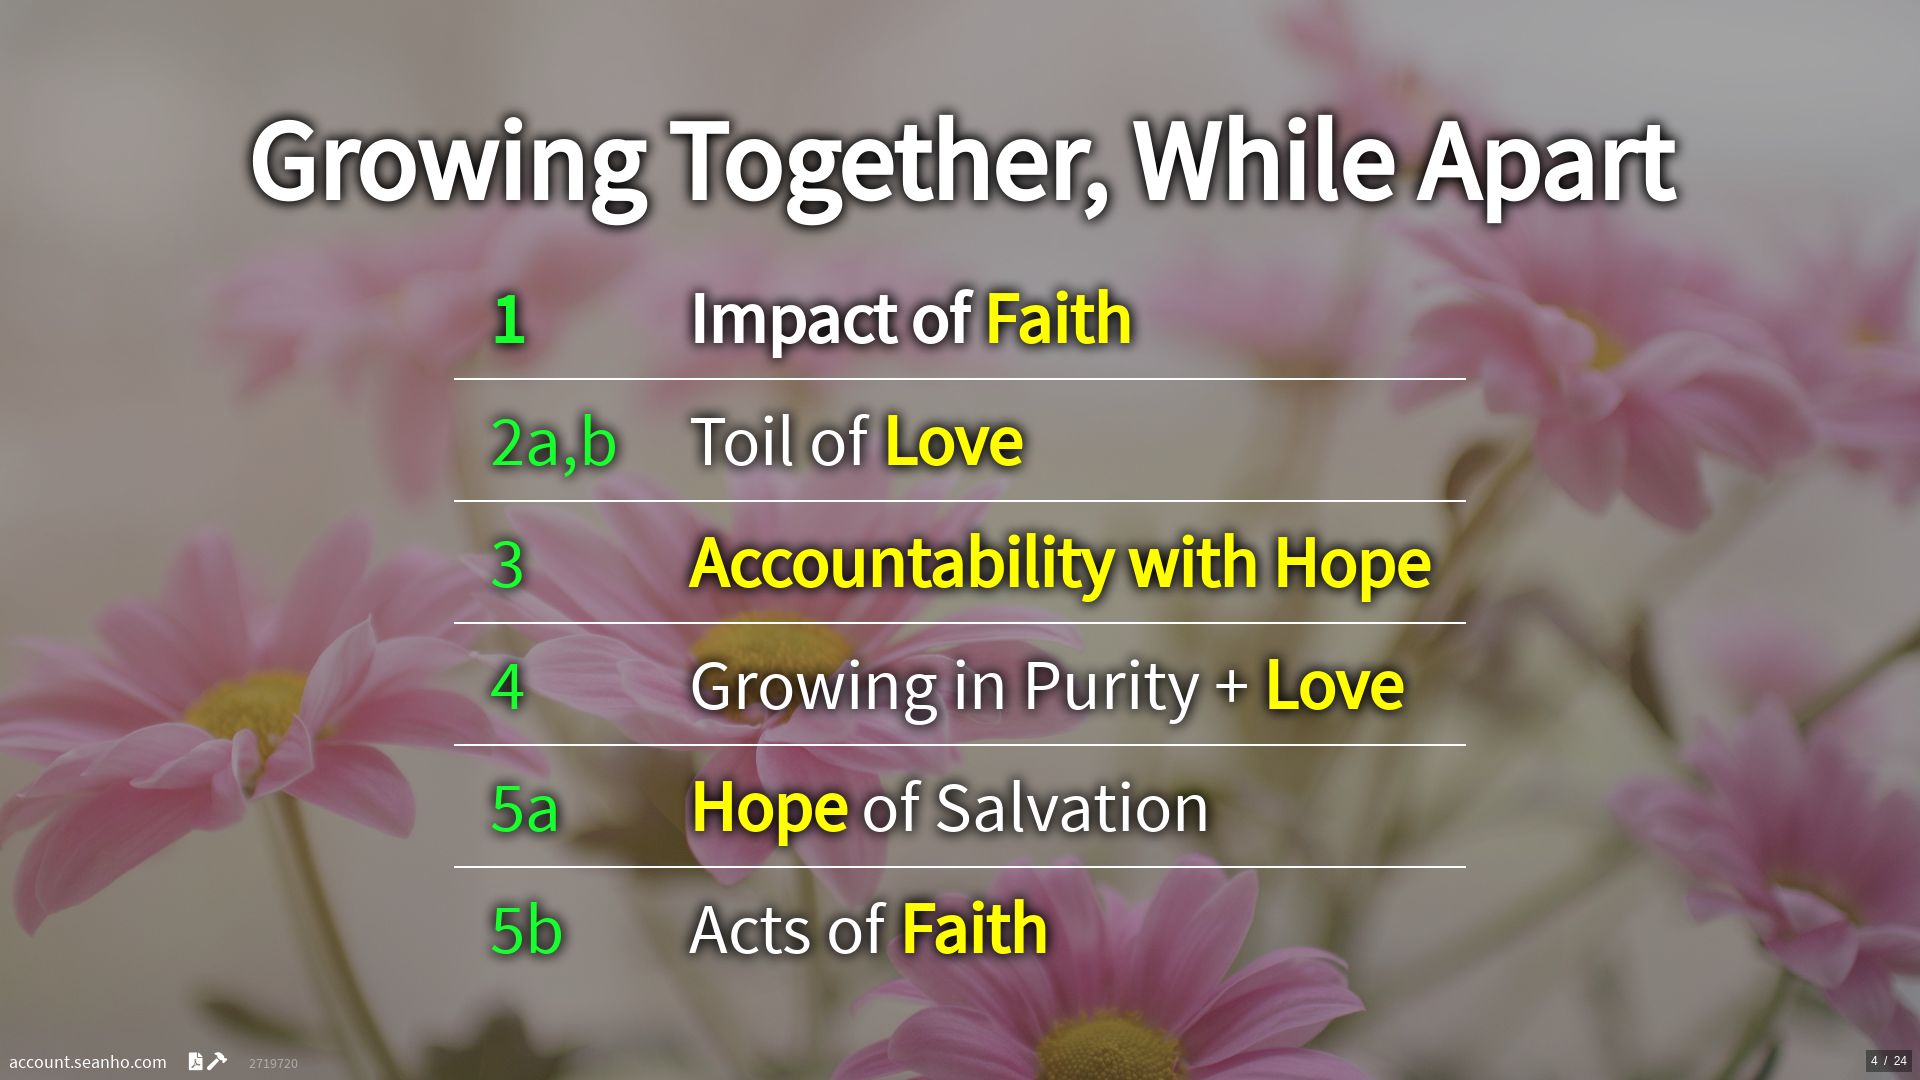 Growing Together, While Apart
1 Impact of Faith
2a,b Toil of Love
3 Accountability with Hope
4 Growing in Purity + Love
5a Hope of Salvation
5b Acts of Faith
account.seanho.com 2719720
4 / 24